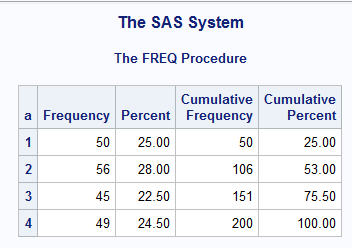 The SAS System
The FREQ Procedure
Cumulative Cumulative
a Frequency Percent Frequency Percent
1 50 25.00 50 25.00
2 56 28.00 106 53.00
3 45 22.50 151 75.50
4 49 24.50 200 100.00